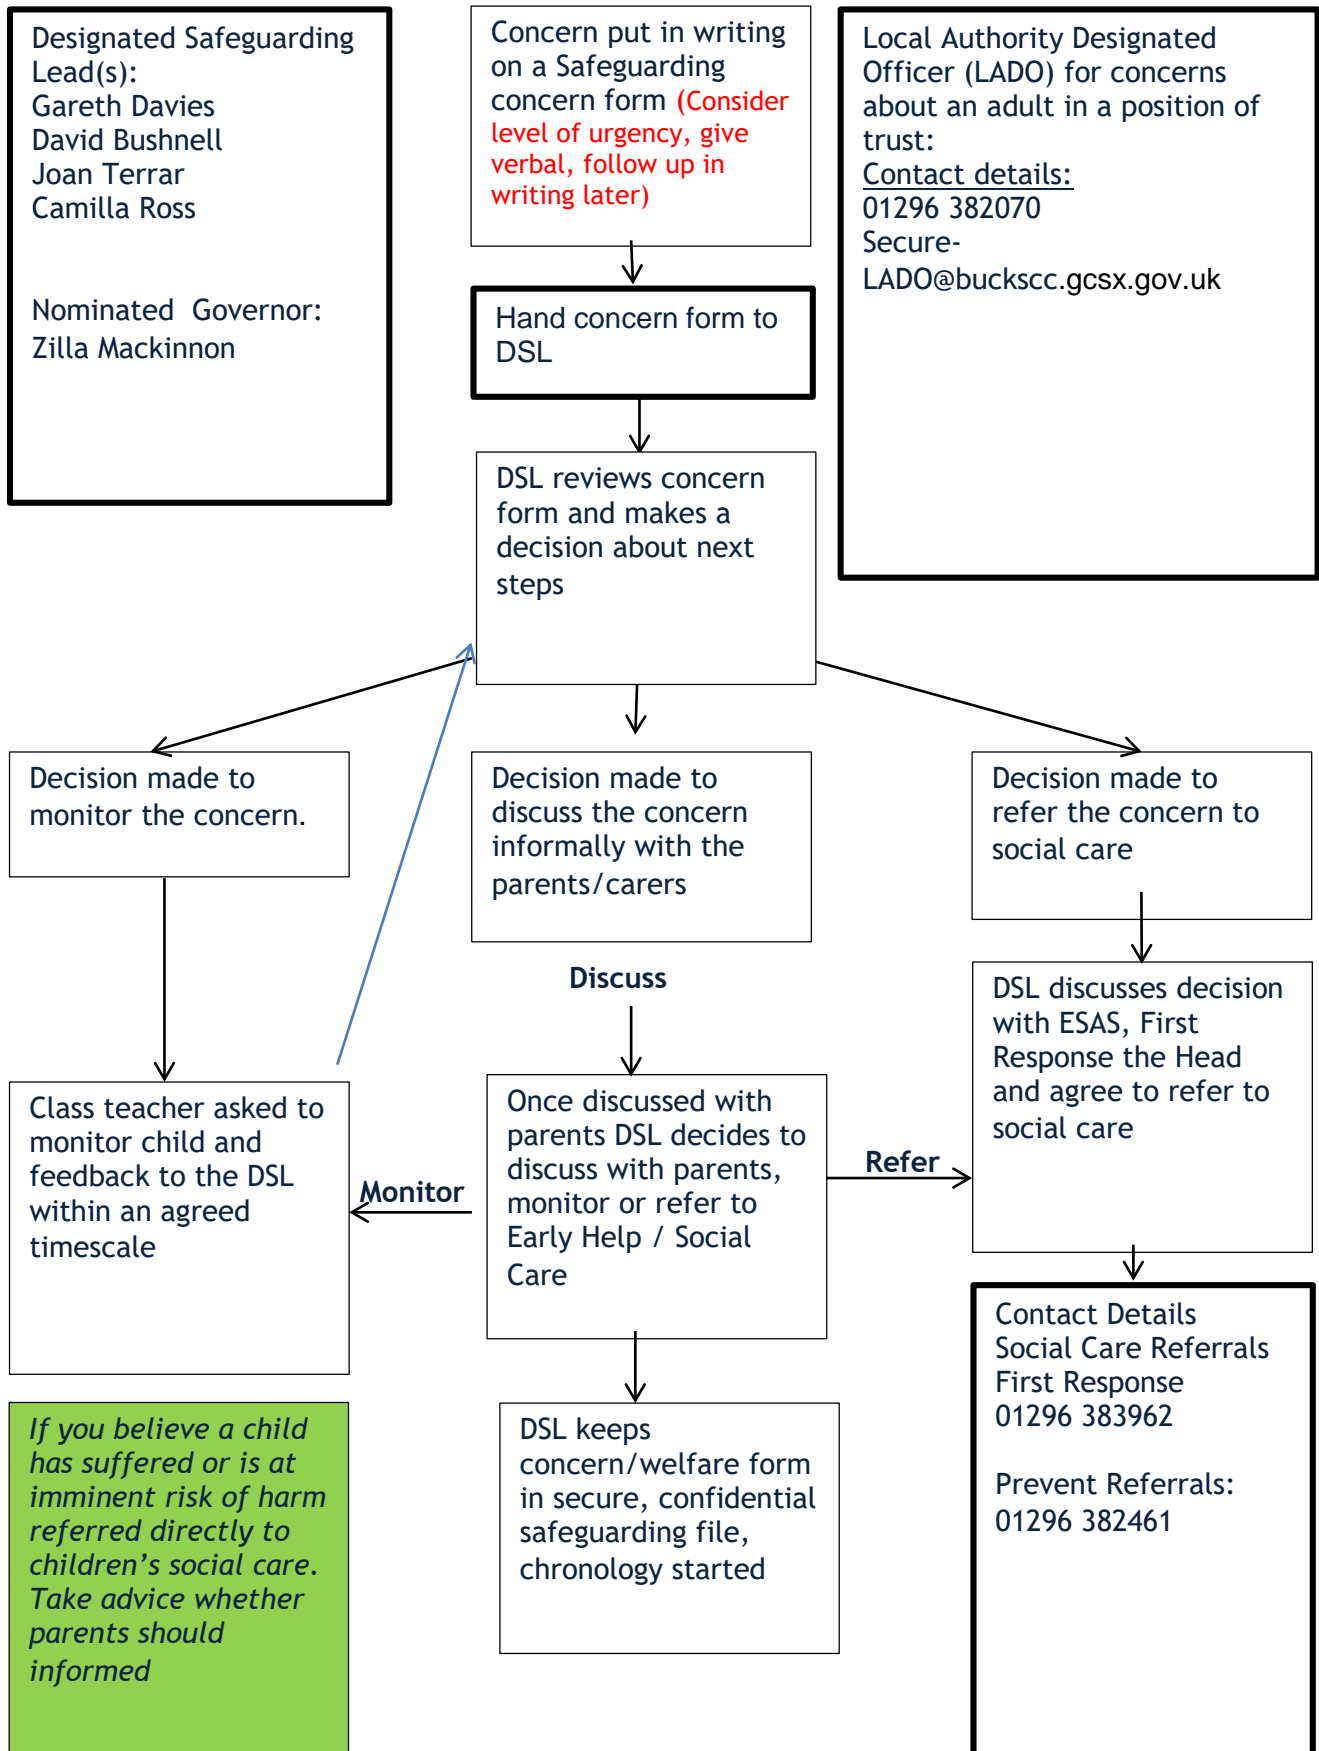 Designated Safeguarding
Lead(s):
Gareth Davies
David Bushnell
Joan Terrar
Camilla Ross
Nominated  Governor:
Zilla Mackinnon
Concern put in writing
on a Safeguarding
concern form (Consider
level of urgency, give
verbal, follow up in
writing later)
Local Authority Designated
Officer (LADO) for concerns
about an adult in a position of
trust:
Contact details:
01296 382070
Secure-
LADO@buckscc.gcsx.gov.uk
Hand concern form to
DSL
DSL reviews concern
form and makes a
decision about next
steps
Decision made to
monitor the concern.
Decision made to
discuss the concern
informally with the
parents/carers
Decision made to
refer the concern to
social care
Discuss
DSL discusses decision
with ESAS, First
Response the Head
and agree to refer to
social care
Class teacher asked to
monitor child and
feedback to the DSL
within an agreed
timescale
Monitor
Once discussed with
parents DSL decides to
discuss with parents,
monitor or refer to
Early Help / Social
Care
Refer
Contact Details
Social Care Referrals
First Response
01296 383962
Prevent Referrals:
01296 382461
If you believe a child
has suffered or is at
imminent risk of harm
referred directly to
children’s social care.
Take advice whether
parents should
informed
DSL keeps
concern/welfare form
in secure, confidential
safeguarding file,
chronology started